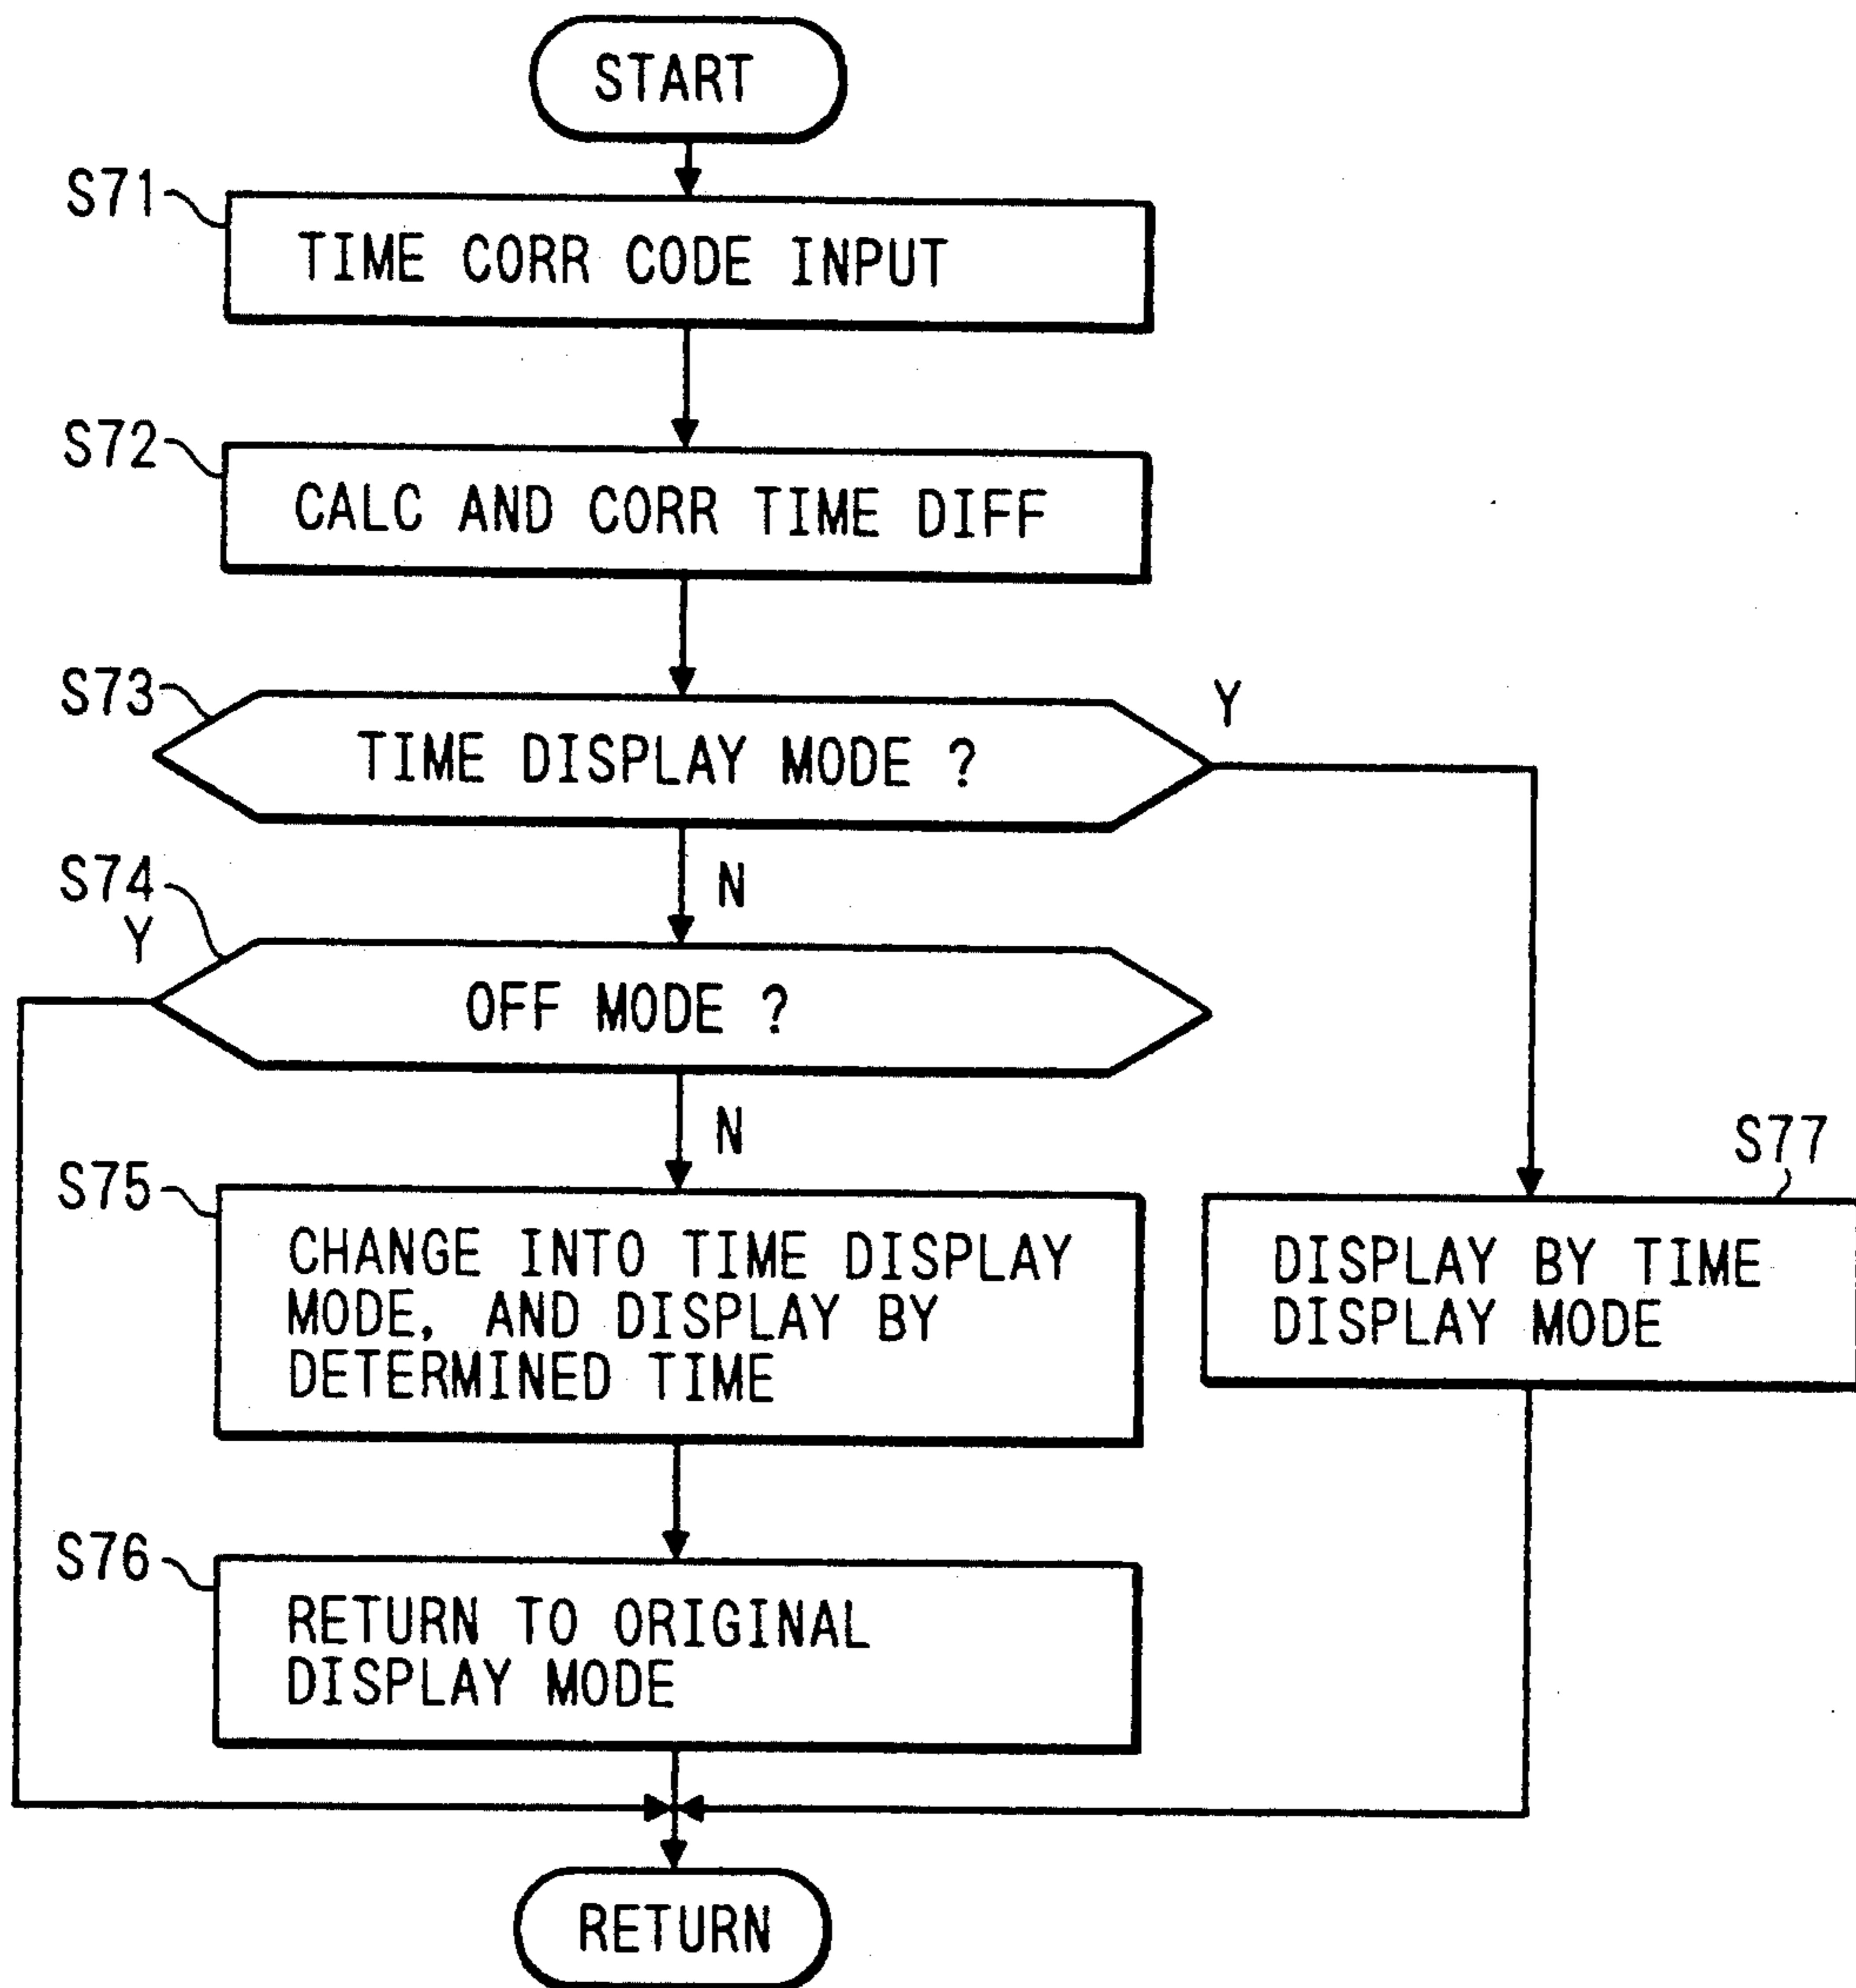 START
S71
TIME CORR CODE INPUT
S72
CALC AND CORR TIME DIFF
S73
TIME DISPLAY MODE ?
Y
N
S74
Y
OFF MODE ?
N
S75
CHANGE INTO TIME DISPLAY
MODE, AND DISPLAY BY
DETERMINED TIME
S77
DISPLAY BY TIME
DISPLAY MODE
S76
RETURN TO ORIGINAL
DISPLAY MODE
RETURN